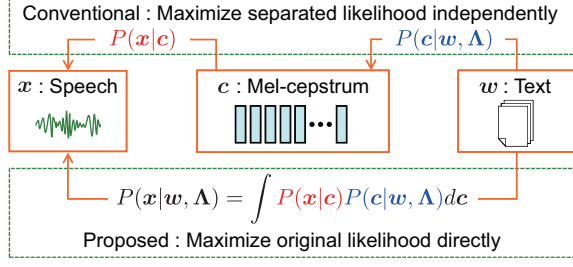 Conventional : Maximize separated likelihood independently
P(x|c) P(c|w, Λ)
x : Speech c : Mel-cepstrum w : Text
P(x|w, Λ) = ∫ P(x|c)P(c|w, Λ)dc
Proposed : Maximize original likelihood directly